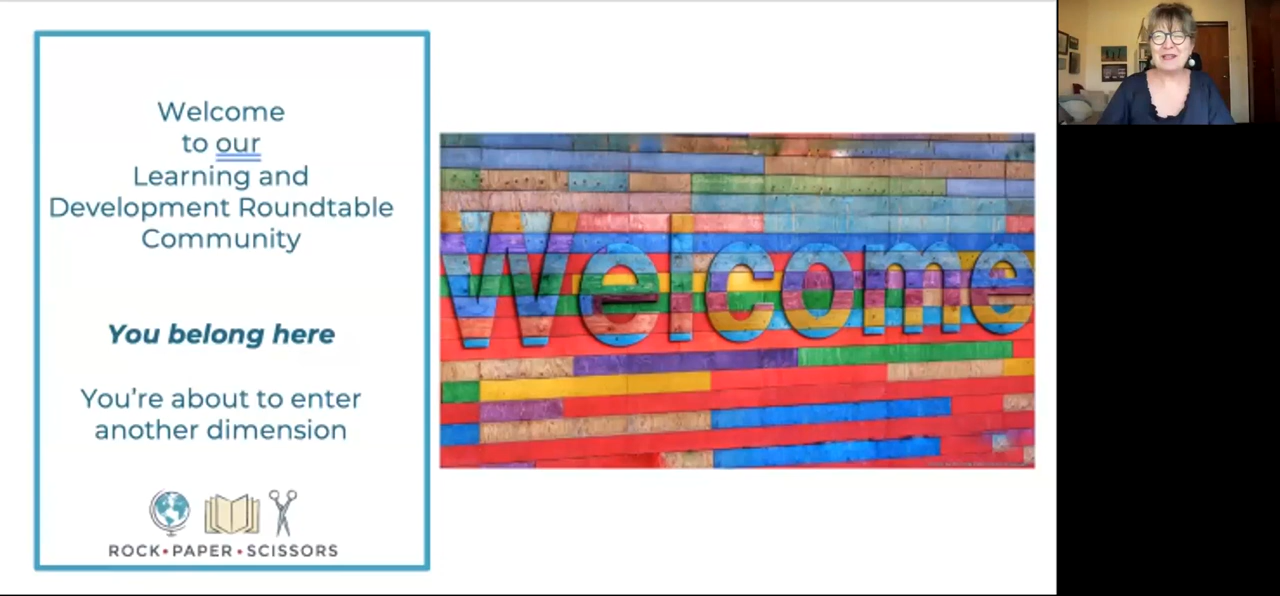 Welcome
to our
Learning and
Development Roundtable
Community
You belong here
You're about to enter
another dimension
ROCK•PAPER•SCISSORS
Welcome